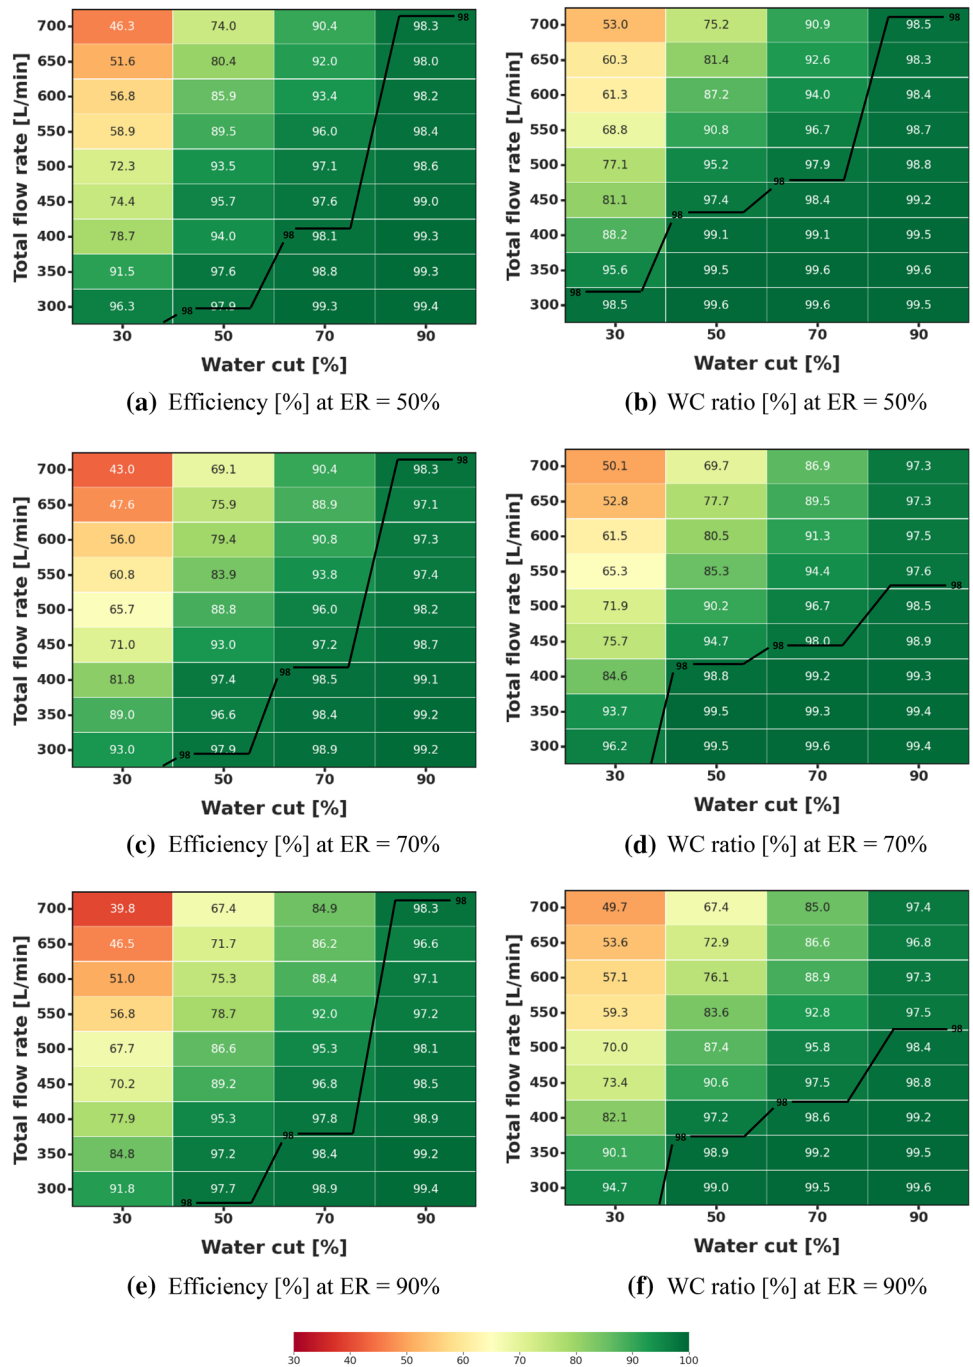 700 46.3 74.0 90.4 98.3 98
650 51.6 80.4 92.0 98.0
600 56.8 85.9 93.4 98.2
550 58.9 89.5 96.0 98.4
500 72.3 93.5 97.1 98.6
450 74.4 95.7 97.6 99.0
400 78.7 94.0 98 98.1 99.3
350 91.5 97.6 98.8 99.3
300 96.3 98 97.9 99.3 99.4
30 50 70 90
Total flow rate [L/min]
Water cut [%]
(a) Efficiency [%] at ER = 50%
700 53.0 75.2 90.9 98.5 98
650 60.3 81.4 92.6 98.3
600 61.3 87.2 94.0 98.4
550 68.8 90.8 96.7 98.7
500 77.1 95.2 97.9 98.8
98
450 81.1 97.4 98.4 99.2
98
400 88.2 99.1 99.1 99.5
350 95.6 99.5 99.6 99.6
98
300 98.5 99.6 99.6 99.5
30 50 70 90
Total flow rate [L/min]
Water cut [%]
(b) WC ratio [%] at ER = 50%
700 43.0 69.1 90.4 98.3 98
650 47.6 75.9 88.9 97.1
600 56.0 79.4 90.8 97.3
550 60.8 83.9 93.8 97.4
500 65.7 88.8 96.0 98.2
450 71.0 93.0 97.2 98.7
400 81.8 97.4 98 98.5 99.1
350 89.0 96.6 98.4 99.2
300 93.0 98 97.9 98.9 99.2
30 50 70 90
Total flow rate [L/min]
Water cut [%]
(c) Efficiency [%] at ER = 70%
700 50.1 69.7 86.9 97.3
650 52.8 77.7 89.5 97.3
600 61.5 80.5 91.3 97.5
550 65.3 85.3 94.4 97.6
98
500 71.9 90.2 96.7 98.5
450 75.7 94.7 98 98.0 98.9
98
400 84.6 98.8 99.2 99.3
350 93.7 99.5 99.3 99.4
300 96.2 99.5 99.6 99.4
30 50 70 90
Total flow rate [L/min]
Water cut [%]
(d) WC ratio [%] at ER = 70%
700 39.8 67.4 84.9 98.3 98
650 46.5 71.7 86.2 96.6
600 51.0 75.3 88.4 97.1
550 56.8 78.7 92.0 97.2
500 67.7 86.6 95.3 98.1
450 70.2 89.2 96.8 98.5
400 77.9 95.3 97.8 98.9
98
350 84.8 97.2 98.4 99.2
300 91.8 97.7 98.9 99.4
98
30 50 70 90
Total flow rate [L/min]
Water cut [%]
(e) Efficiency [%] at ER = 90%
700 49.7 67.4 85.0 97.4
650 53.6 72.9 86.6 96.8
600 57.1 76.1 88.9 97.3
550 59.3 83.6 92.8 97.5
98
500 70.0 87.4 95.8 98.4
450 73.4 90.6 97.5 98.8
98
400 82.1 97.2 98.6 99.2
98
350 90.1 98.9 99.2 99.5
300 94.7 99.0 99.5 99.6
30 50 70 90
Total flow rate [L/min]
Water cut [%]
(f) WC ratio [%] at ER = 90%
30 40 50 60 70 80 90 100